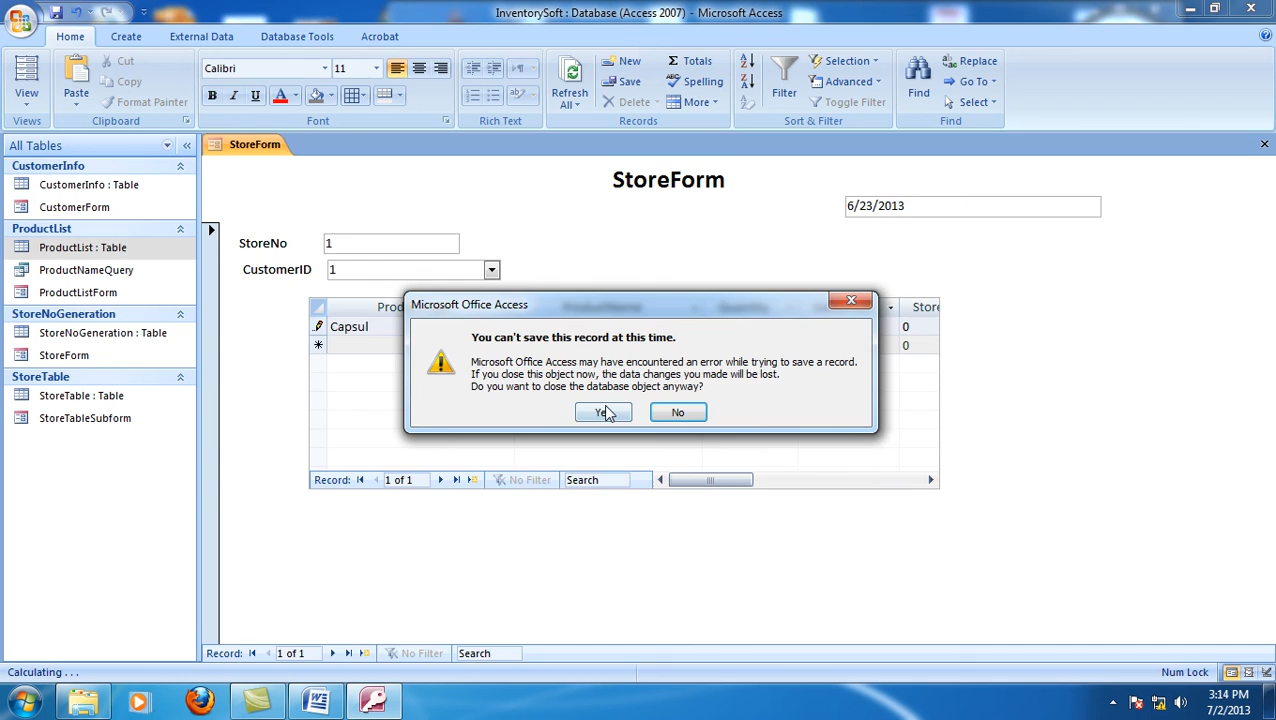 InventorySoft : Database (Access 2007) - Microsoft Access
Home Create External Data Database Tools Acrobat
View
Views
Paste
Cut
Copy
Format Painter
Clipboard
Calibri 11
B I U A
Font
Rich Text
Refresh All
New
Save
Delete
Totals
Spelling
More
Records
Filter
Selection
Advanced
Toggle Filter
Sort & Filter
Find
Replace
Go To
Select
Find
All Tables
CustomerInfo
CustomerInfo : Table
CustomerForm
ProductList
ProductList : Table
ProductNameQuery
ProductListForm
StoreNoGeneration
StoreNoGeneration : Table
StoreForm
StoreTable
StoreTable : Table
StoreTableSubform
StoreForm
StoreForm
6/23/2013
StoreNo 1
CustomerID 1
Prod ProductName Quantity Store
Capsul 0
0
Microsoft Office Access
You can't save this record at this time.
Microsoft Office Access may have encountered an error while trying to save a record.
If you close this object now, the data changes you made will be lost.
Do you want to close the database object anyway?
Yes No
Record: 1 of 1 No Filter Search
Record: 1 of 1 No Filter Search
Calculating . . . Num Lock
3:14 PM
7/2/2013